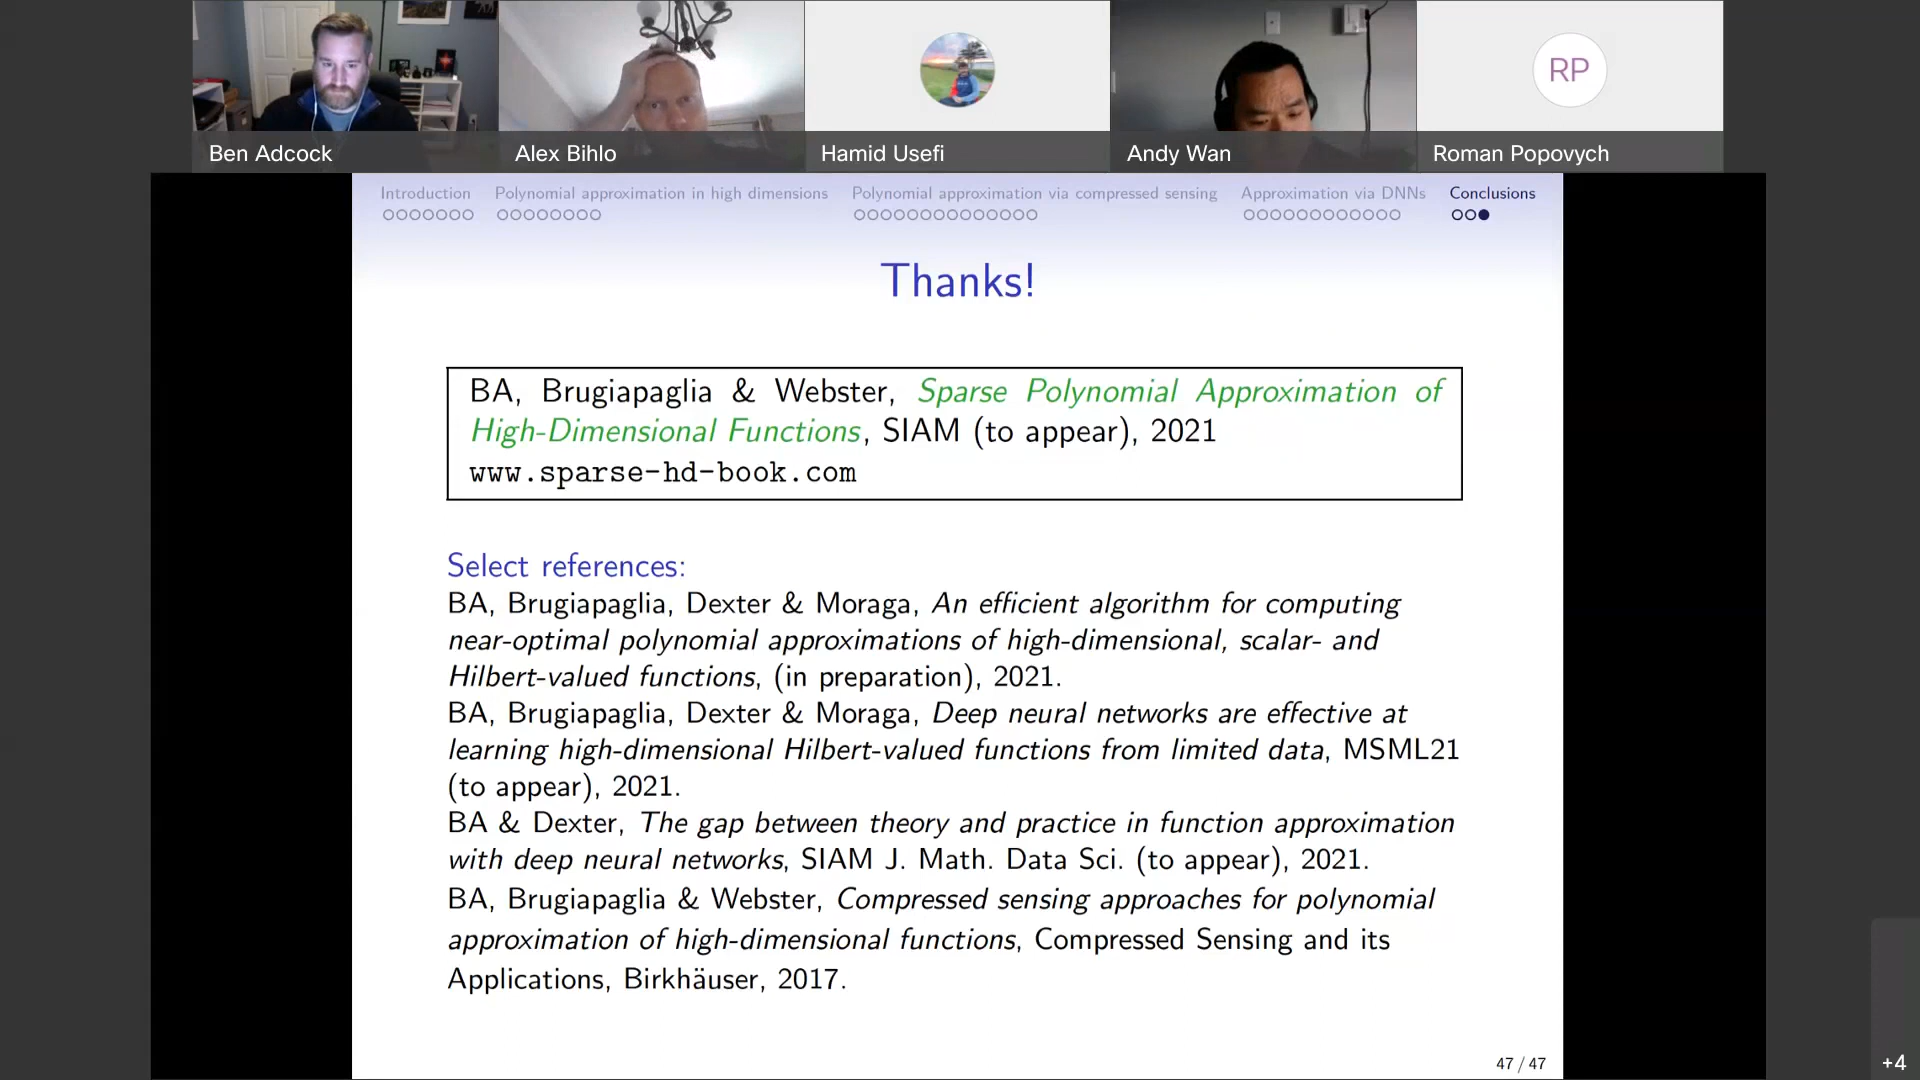 Ben Adcock
Alex Bihlo
Hamid Usefi
Andy Wan
RP
Roman Popovych
Introduction
Polynomial approximation in high dimensions
Polynomial approximation via compressed sensing
Approximation via DNNs
Conclusions
Thanks!
BA, Brugiapaglia & Webster, Sparse Polynomial Approximation of
High-Dimensional Functions, SIAM (to appear), 2021
www.sparse-hd-book.com
Select references:
BA, Brugiapaglia, Dexter & Moraga, An efficient algorithm for computing
near-optimal polynomial approximations of high-dimensional, scalar- and
Hilbert-valued functions, (in preparation), 2021.
BA, Brugiapaglia, Dexter & Moraga, Deep neural networks are effective at
learning high-dimensional Hilbert-valued functions from limited data, MSML21
(to appear), 2021.
BA & Dexter, The gap between theory and practice in function approximation
with deep neural networks, SIAM J. Math. Data Sci. (to appear), 2021.
BA, Brugiapaglia & Webster, Compressed sensing approaches for polynomial
approximation of high-dimensional functions, Compressed Sensing and its
Applications, Birkhäuser, 2017.
47 / 47
+4